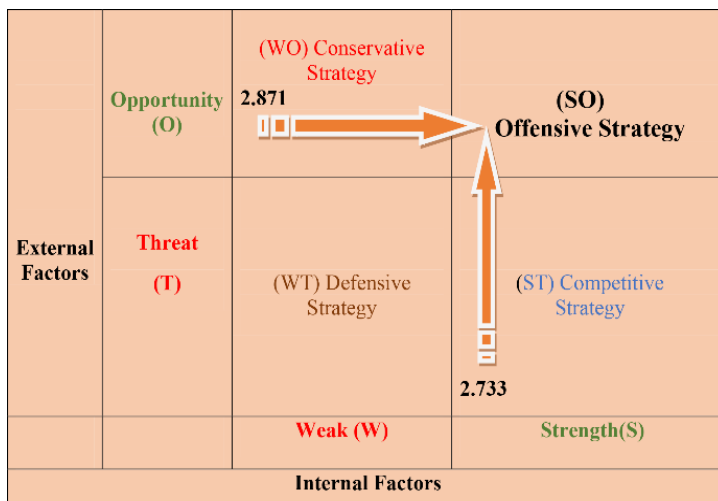 (WO) Conservative
Strategy
Opportunity
(O)
2.871
(SO)
Offensive Strategy
External
Factors
Threat
(T)
(WT) Defensive
Strategy
(ST) Competitive
Strategy
2.733
Weak (W)
Strength(S)
Internal Factors